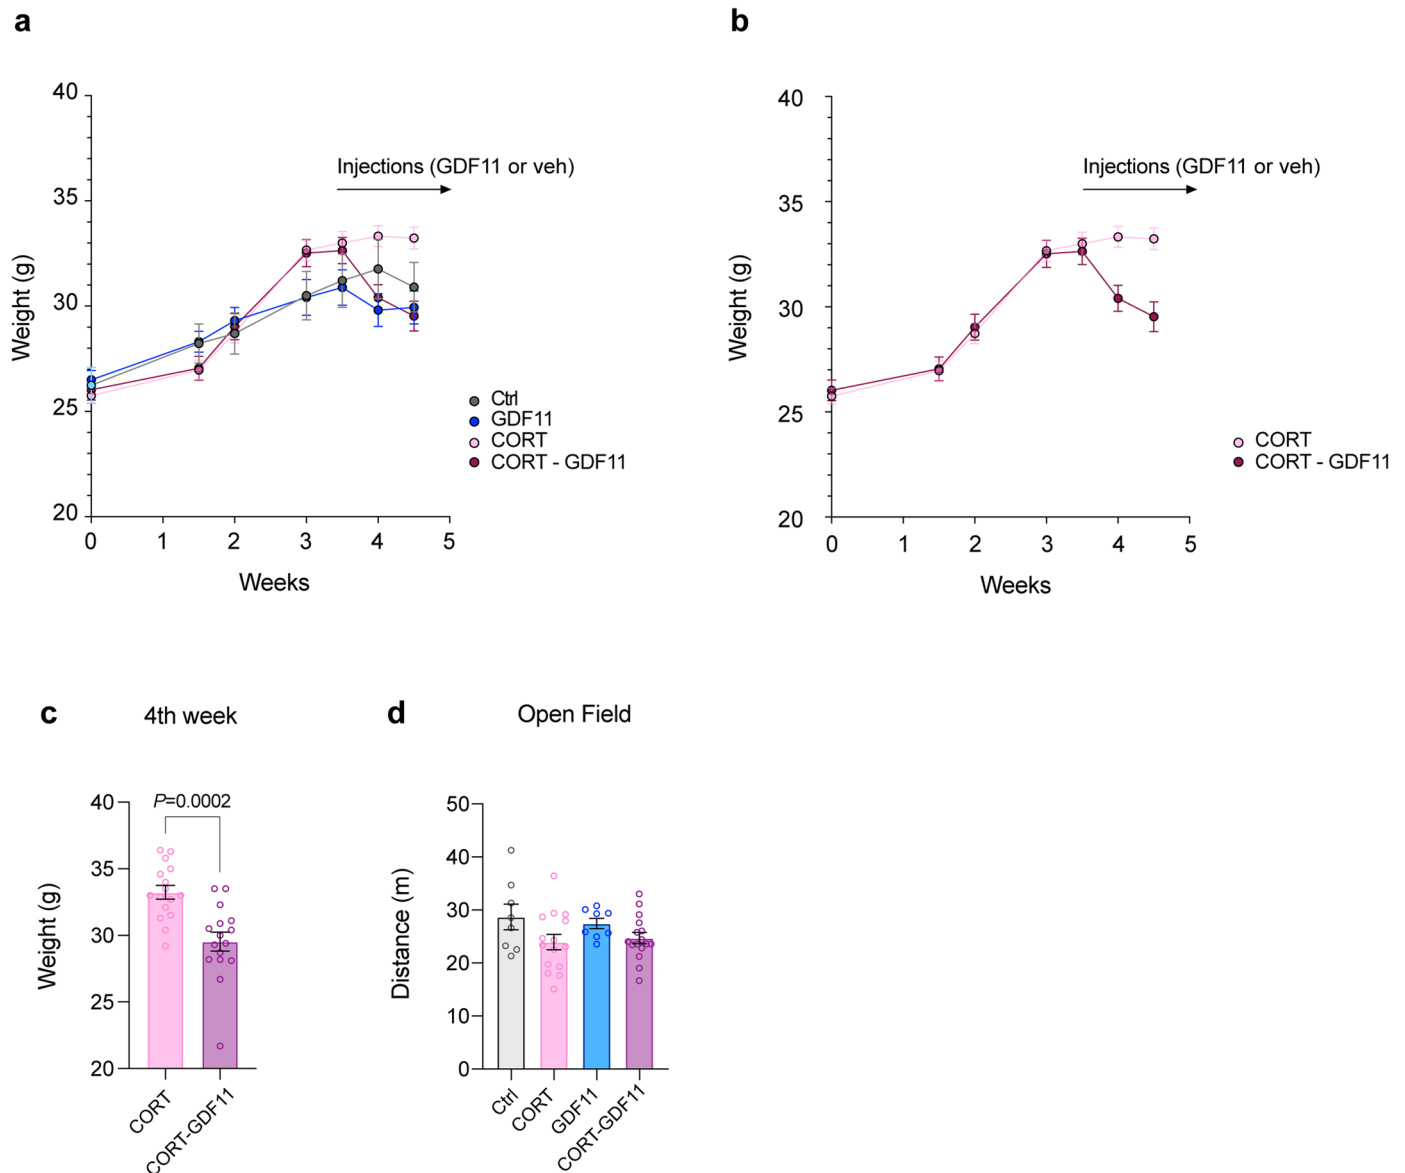 a
40
35
30
25
20
Weight (g)
Injections (GDF11 or veh)
Ctrl
GDF11
CORT
CORT - GDF11
0 1 2 3 4 5
Weeks
b
40
35
30
25
20
Weight (g)
Injections (GDF11 or veh)
CORT
CORT - GDF11
0 1 2 3 4 5
Weeks
c
4th week
P=0.0002
40
35
30
25
20
Weight (g)
CORT
CORT-GDF11
d
Open Field
50
40
30
20
10
0
Distance (m)
Ctrl
CORT
GDF11
CORT-GDF11